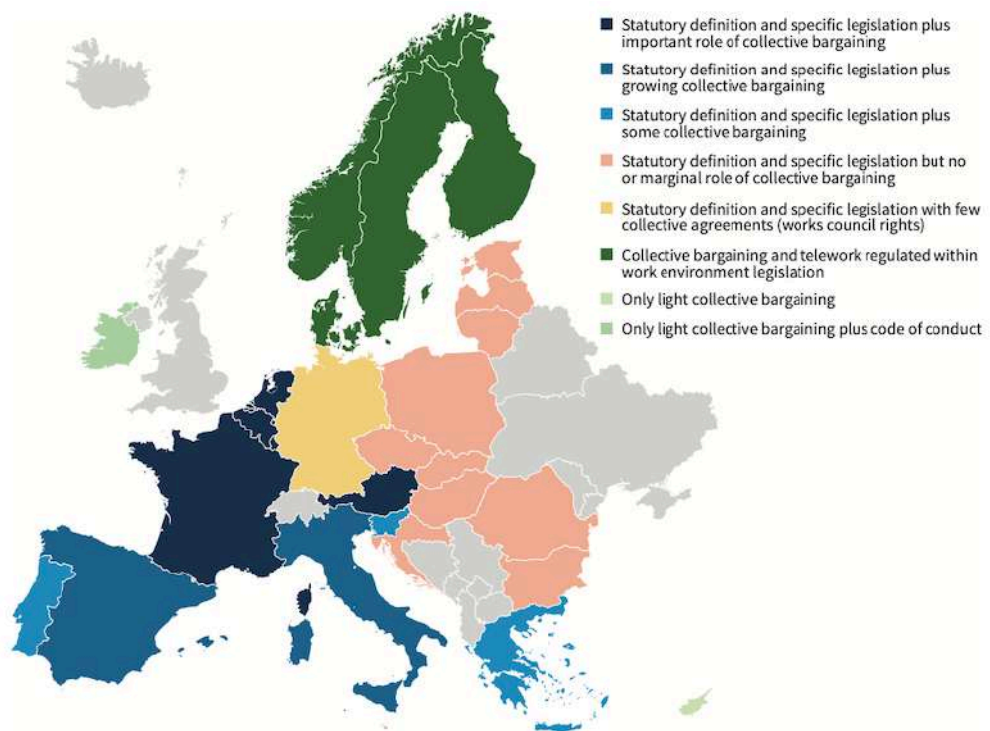 Statutory definition and specific legislation plus
important role of collective bargaining
Statutory definition and specific legislation plus
growing collective bargaining
Statutory definition and specific legislation plus
some collective bargaining
Statutory definition and specific legislation but no
or marginal role of collective bargaining
Statutory definition and specific legislation with few
collective agreements (works council rights)
Collective bargaining and telework regulated within
work environment legislation
Only light collective bargaining
Only light collective bargaining plus code of conduct